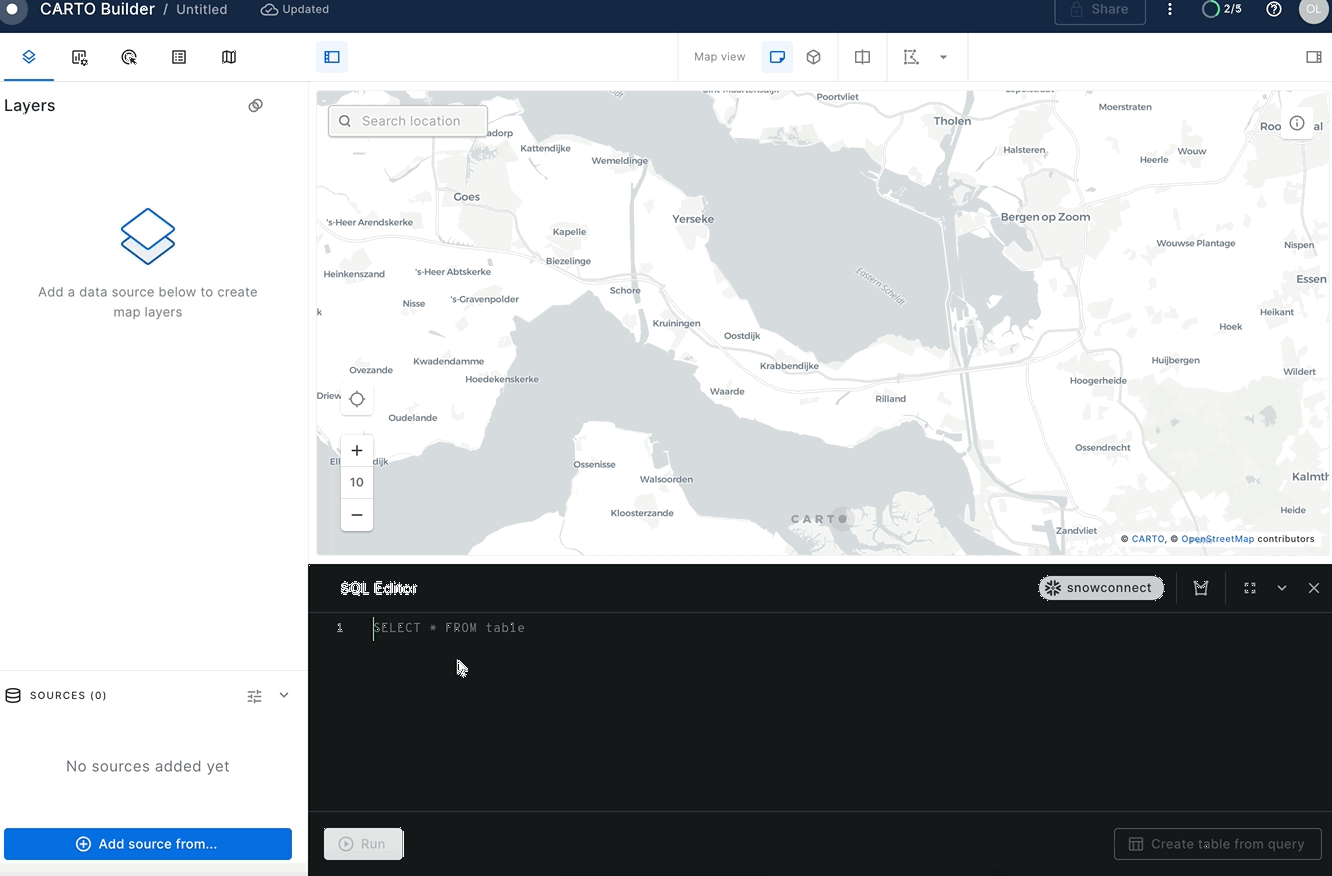 CARTO Builder / Untitled Updated Share 2/5 OL
Map view
Layers
Add a data source below to create
map layers
SOURCES (0)
No sources added yet
Add source from...
Search location
Poortvliet
Moerstraten
Tholen
Kattendijke
Wemeldinge
Halsteren
Wouw
Heerle
Goes
Yerseke
Bergen op Zoom
's-Heer Arendskerke
Kapelle
Wouwse Plantage
Nispen
Biezelinge
Heinkenszand
's-Heer Abtskerke
Eastern Scheldt
Essen
Schore
Nisse
's-Gravenpolder
Heikant
k
Kruiningen
Hoek
Oostdijk
Kwadendamme
Krabbendijke
Huijbergen
Ovezande
Hoedekenskerke
Wildert
Hoogerheide
Waarde
Rilland
Driew
Oudelande
Ossendrecht
Ossenisse
Walsoorden
Kalmth
Kloosterzande
Heide
Zandvliet
+
10
−
CARTO
© CARTO, © OpenStreetMap contributors
SQL Editor
snowconnect
1 SELECT * FROM table
Run
Create table from query